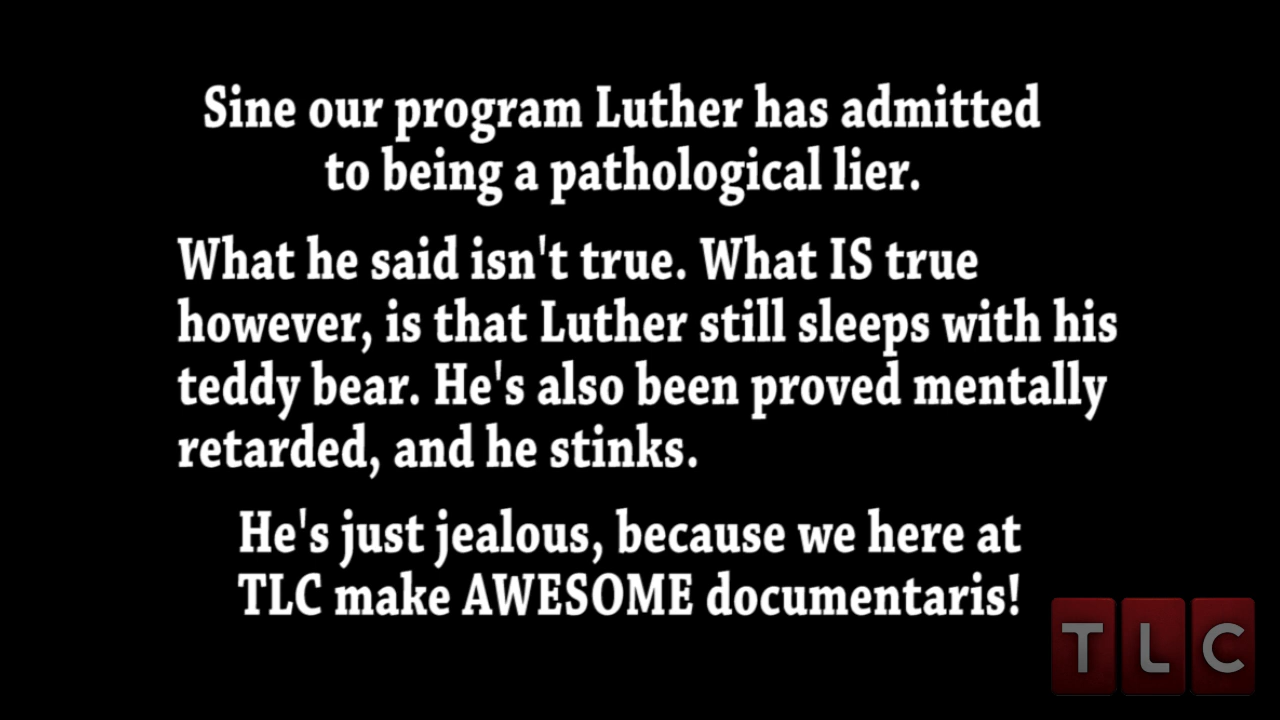 Sine our program Luther has admitted
to being a pathological lier.
What he said isn't true. What IS true
however, is that Luther still sleeps with his
teddy bear. He's also been proved mentally
retarded, and he stinks.
He's just jealous, because we here at
TLC make AWESOME documentaris!
TLC